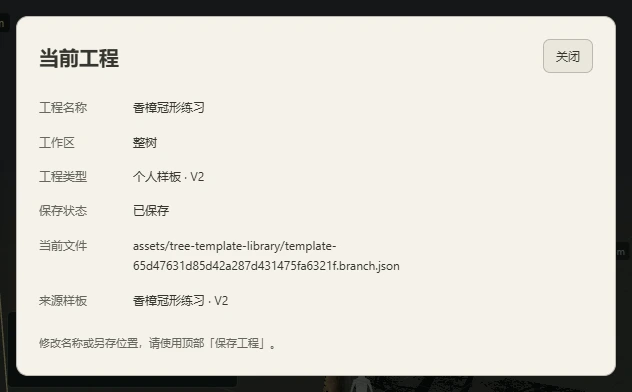 当前工程
关闭
工程名称 香樟冠形练习
工作区 整树
工程类型 个人样板 · V2
保存状态 已保存
当前文件 assets/tree-template-library/template-
65d47631d85d42a287d431475fa6321f.branch.json
来源样板 香樟冠形练习 · V2
修改名称或另存位置，请使用顶部「保存工程」。